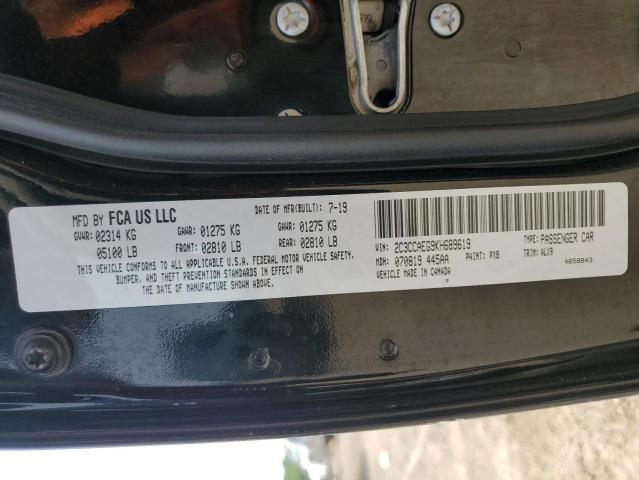 MFD BY FCA US LLC
DATE OF MFR(BUILT): 7-19
GVWR: 02314 KG
05100 LB
GAWR: 01275 KG
FRONT: 02810 LB
GAWR: 01275 KG
REAR: 02810 LB
THIS VEHICLE CONFORMS TO ALL APPLICABLE U.S.A. FEDERAL MOTOR VEHICLE SAFETY,
BUMPER, AND THEFT PREVENTION STANDARDS IN EFFECT ON
THE DATE OF MANUFACTURE SHOWN ABOVE.
VIN: 2C3CCAEG9KH689619
TYPE: PASSENGER CAR
MDH: 070819 445AA
PAINT: PXB
TRIM: ALX9
VEHICLE MADE IN CANADA
4658843